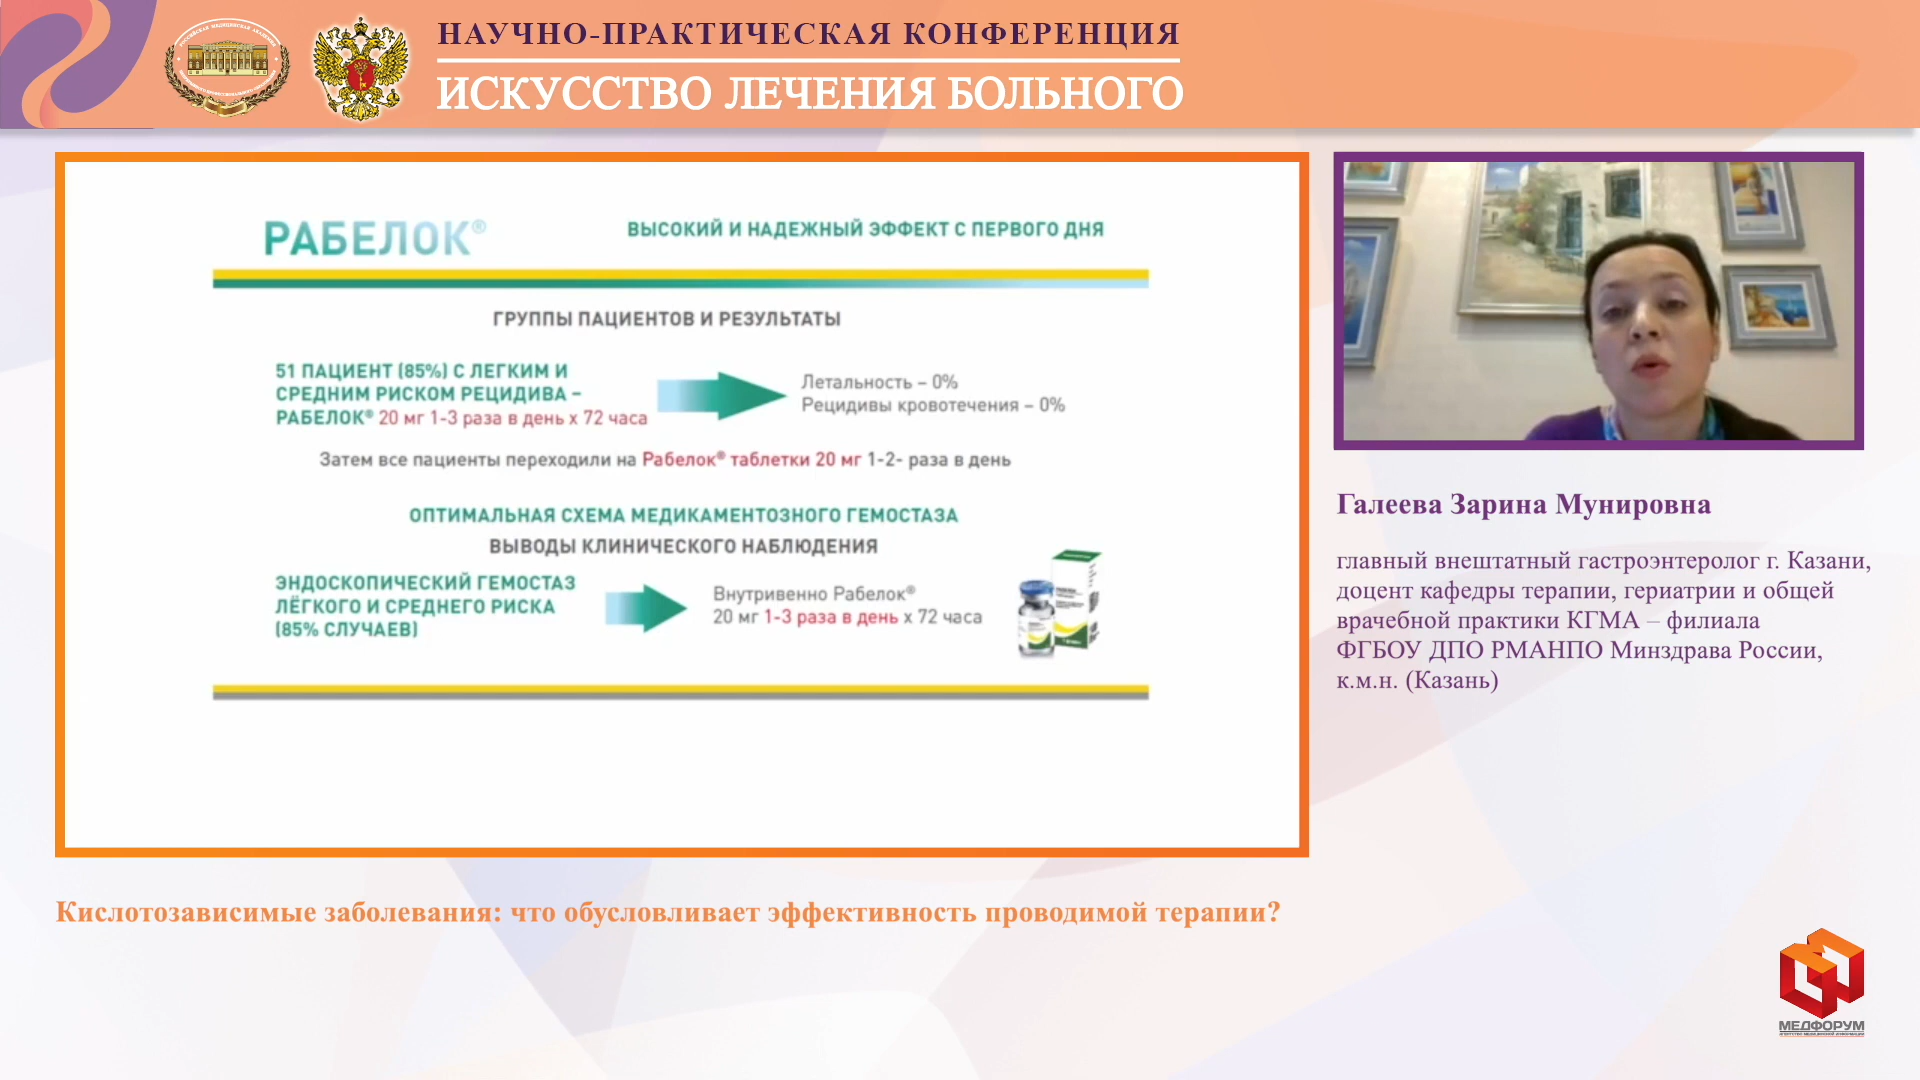 НАУЧНО-ПРАКТИЧЕСКАЯ КОНФЕРЕНЦИЯ
ИСКУССТВО ЛЕЧЕНИЯ БОЛЬНОГО
РАБЕЛОК®
ВЫСОКИЙ И НАДЕЖНЫЙ ЭФФЕКТ С ПЕРВОГО ДНЯ
ГРУППЫ ПАЦИЕНТОВ И РЕЗУЛЬТАТЫ
51 ПАЦИЕНТ (85%) С ЛЕГКИМ И
СРЕДНИМ РИСКОМ РЕЦИДИВА –
РАБЕЛОК® 20 мг 1-3 раза в день х 72 часа
Летальность – 0%
Рецидивы кровотечения – 0%
Затем все пациенты переходили на Рабелок® таблетки 20 мг 1-2- раза в день
ОПТИМАЛЬНАЯ СХЕМА МЕДИКАМЕНТОЗНОГО ГЕМОСТАЗА
ВЫВОДЫ КЛИНИЧЕСКОГО НАБЛЮДЕНИЯ
ЭНДОСКОПИЧЕСКИЙ ГЕМОСТАЗ
ЛЁГКОГО И СРЕДНЕГО РИСКА
(85% СЛУЧАЕВ)
Внутривенно Рабелок®
20 мг 1-3 раза в день х 72 часа
Галеева Зарина Мунировна
главный внештатный гастроэнтеролог г. Казани,
доцент кафедры терапии, гериатрии и общей
врачебной практики КГМА – филиала
ФГБОУ ДПО РМАНПО Минздрава России,
к.м.н. (Казань)
Кислотозависимые заболевания: что обусловливает эффективность проводимой терапии?
МЕДФОРУМ